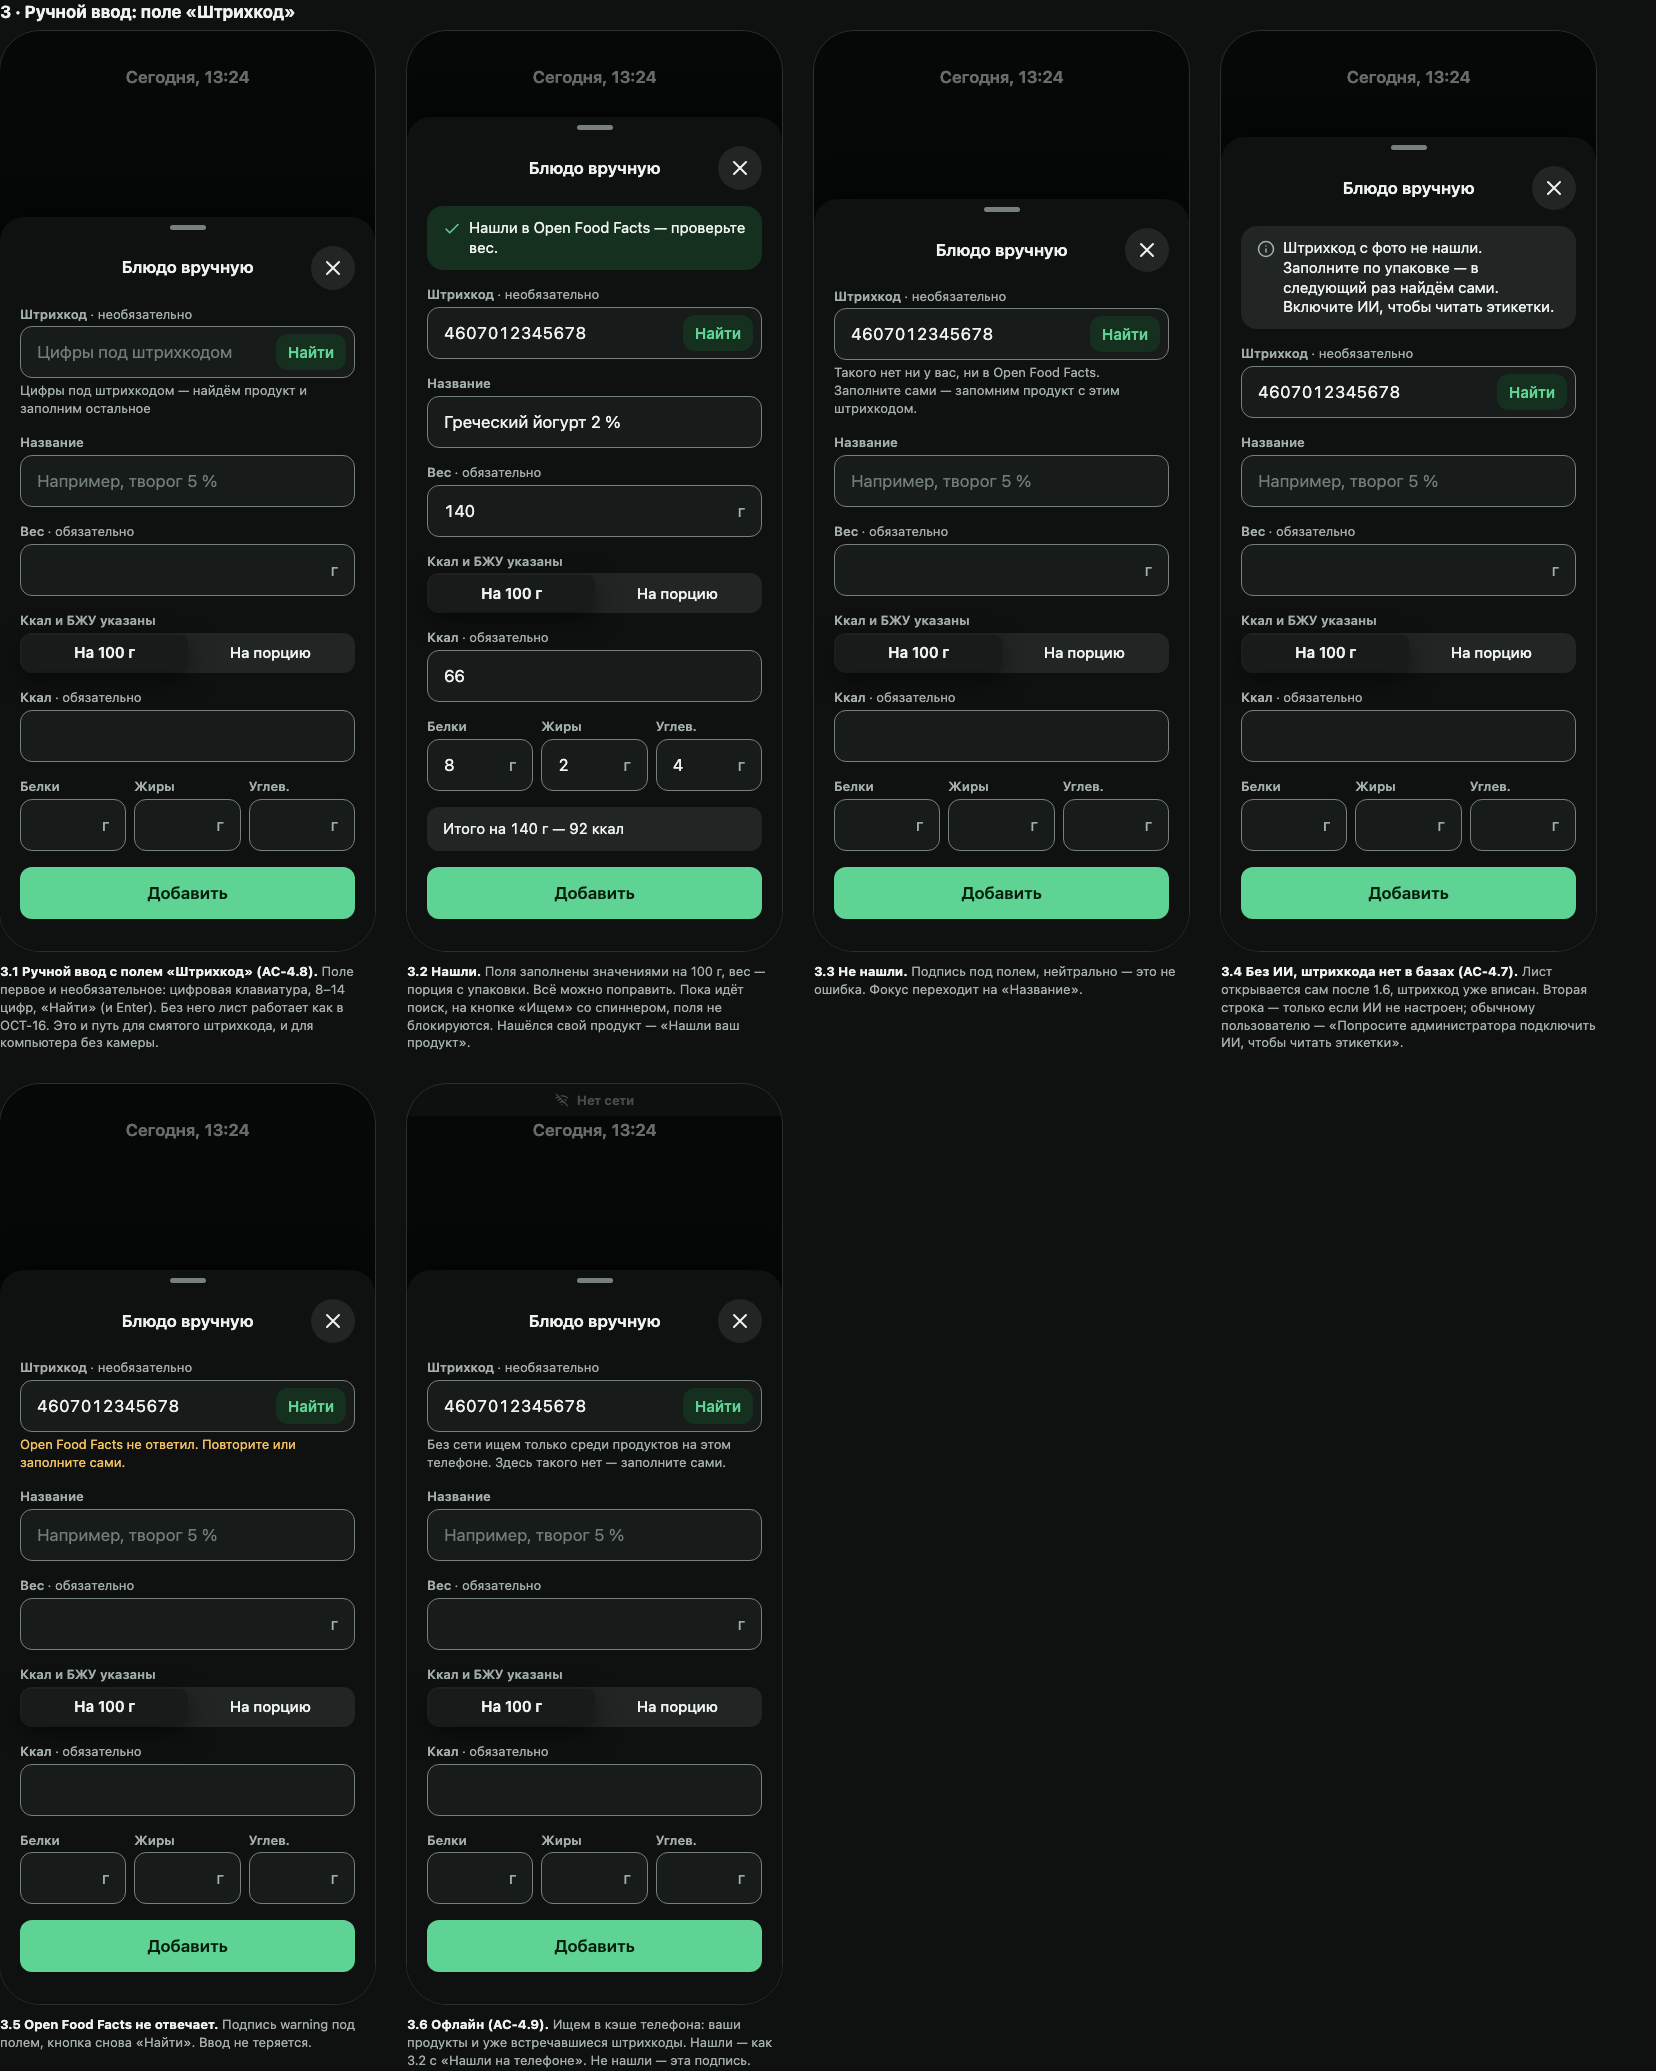 3 · Ручной ввод: поле «Штрихкод»
Сегодня, 13:24
Блюдо вручную
Штрихкод · необязательно
Цифры под штрихкодом
Найти
Цифры под штрихкодом — найдём продукт и
заполним остальное
Название
Например, творог 5 %
Вес · обязательно
г
Ккал и БЖУ указаны
На 100 г
На порцию
Ккал · обязательно
Белки
Жиры
Углев.
г
г
г
Добавить
3.1 Ручной ввод с полем «Штрихкод» (AC-4.8). Поле
первое и необязательное: цифровая клавиатура, 8–14
цифр, «Найти» (и Enter). Без него лист работает как в
ОСТ-16. Это и путь для смятого штрихкода, и для
компьютера без камеры.
Сегодня, 13:24
Блюдо вручную
Нашли в Open Food Facts — проверьте
вес.
Штрихкод · необязательно
4607012345678
Найти
Название
Греческий йогурт 2 %
Вес · обязательно
140
г
Ккал и БЖУ указаны
На 100 г
На порцию
Ккал · обязательно
66
Белки
Жиры
Углев.
8 г
2 г
4 г
Итого на 140 г — 92 ккал
Добавить
3.2 Нашли. Поля заполнены значениями на 100 г, вес —
порция с упаковки. Всё можно поправить. Пока идёт
поиск, на кнопке «Ищем» со спиннером, поля не
блокируются. Нашёлся свой продукт — «Нашли ваш
продукт».
Сегодня, 13:24
Блюдо вручную
Штрихкод · необязательно
4607012345678
Найти
Такого нет ни у вас, ни в Open Food Facts.
Заполните сами — запомним продукт с этим
штрихкодом.
Название
Например, творог 5 %
Вес · обязательно
г
Ккал и БЖУ указаны
На 100 г
На порцию
Ккал · обязательно
Белки
Жиры
Углев.
г
г
г
Добавить
3.3 Не нашли. Подпись под полем, нейтрально — это не
ошибка. Фокус переходит на «Название».
Сегодня, 13:24
Блюдо вручную
Штрихкод с фото не нашли.
Заполните по упаковке — в
следующий раз найдём сами.
Включите ИИ, чтобы читать этикетки.
Штрихкод · необязательно
4607012345678
Найти
Название
Например, творог 5 %
Вес · обязательно
г
Ккал и БЖУ указаны
На 100 г
На порцию
Ккал · обязательно
Белки
Жиры
Углев.
г
г
г
Добавить
3.4 Без ИИ, штрихкода нет в базах (AC-4.7). Лист
открывается сам после 1.6, штрихкод уже вписан. Вторая
строка — только если ИИ не настроен; обычному
пользователю — «Попросите администратора подключить
ИИ, чтобы читать этикетки».
Сегодня, 13:24
Блюдо вручную
Штрихкод · необязательно
4607012345678
Найти
Open Food Facts не ответил. Повторите или
заполните сами.
Название
Например, творог 5 %
Вес · обязательно
г
Ккал и БЖУ указаны
На 100 г
На порцию
Ккал · обязательно
Белки
Жиры
Углев.
г
г
г
Добавить
3.5 Open Food Facts не отвечает. Подпись warning под
полем, кнопка снова «Найти». Ввод не теряется.
Нет сети
Сегодня, 13:24
Блюдо вручную
Штрихкод · необязательно
4607012345678
Найти
Без сети ищем только среди продуктов на этом
телефоне. Здесь такого нет — заполните сами.
Название
Например, творог 5 %
Вес · обязательно
г
Ккал и БЖУ указаны
На 100 г
На порцию
Ккал · обязательно
Белки
Жиры
Углев.
г
г
г
Добавить
3.6 Офлайн (AC-4.9). Ищем в кэше телефона: ваши
продукты и уже встречавшиеся штрихкоды. Нашли — как
3.2 с «Нашли на телефоне». Не нашли — эта подпись.